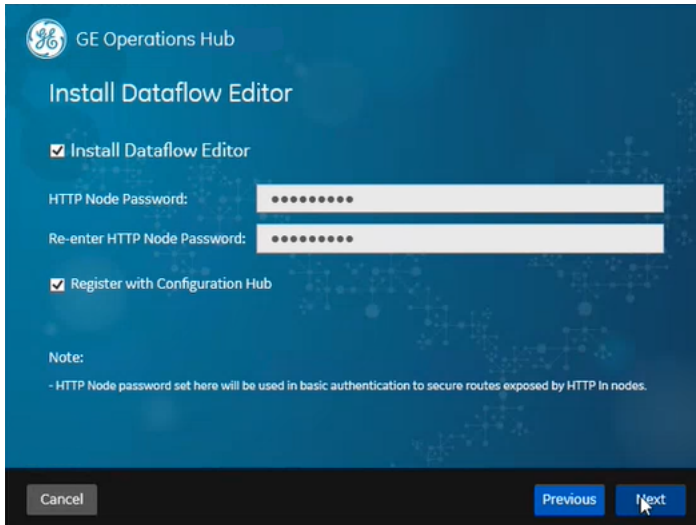 GE Operations Hub
Install Dataflow Editor
Install Dataflow Editor
HTTP Node Password:
Re-enter HTTP Node Password:
Register with Configuration Hub
Note:
- HTTP Node password set here will be used in basic authentication to secure routes exposed by HTTP In nodes.
Cancel Previous Next